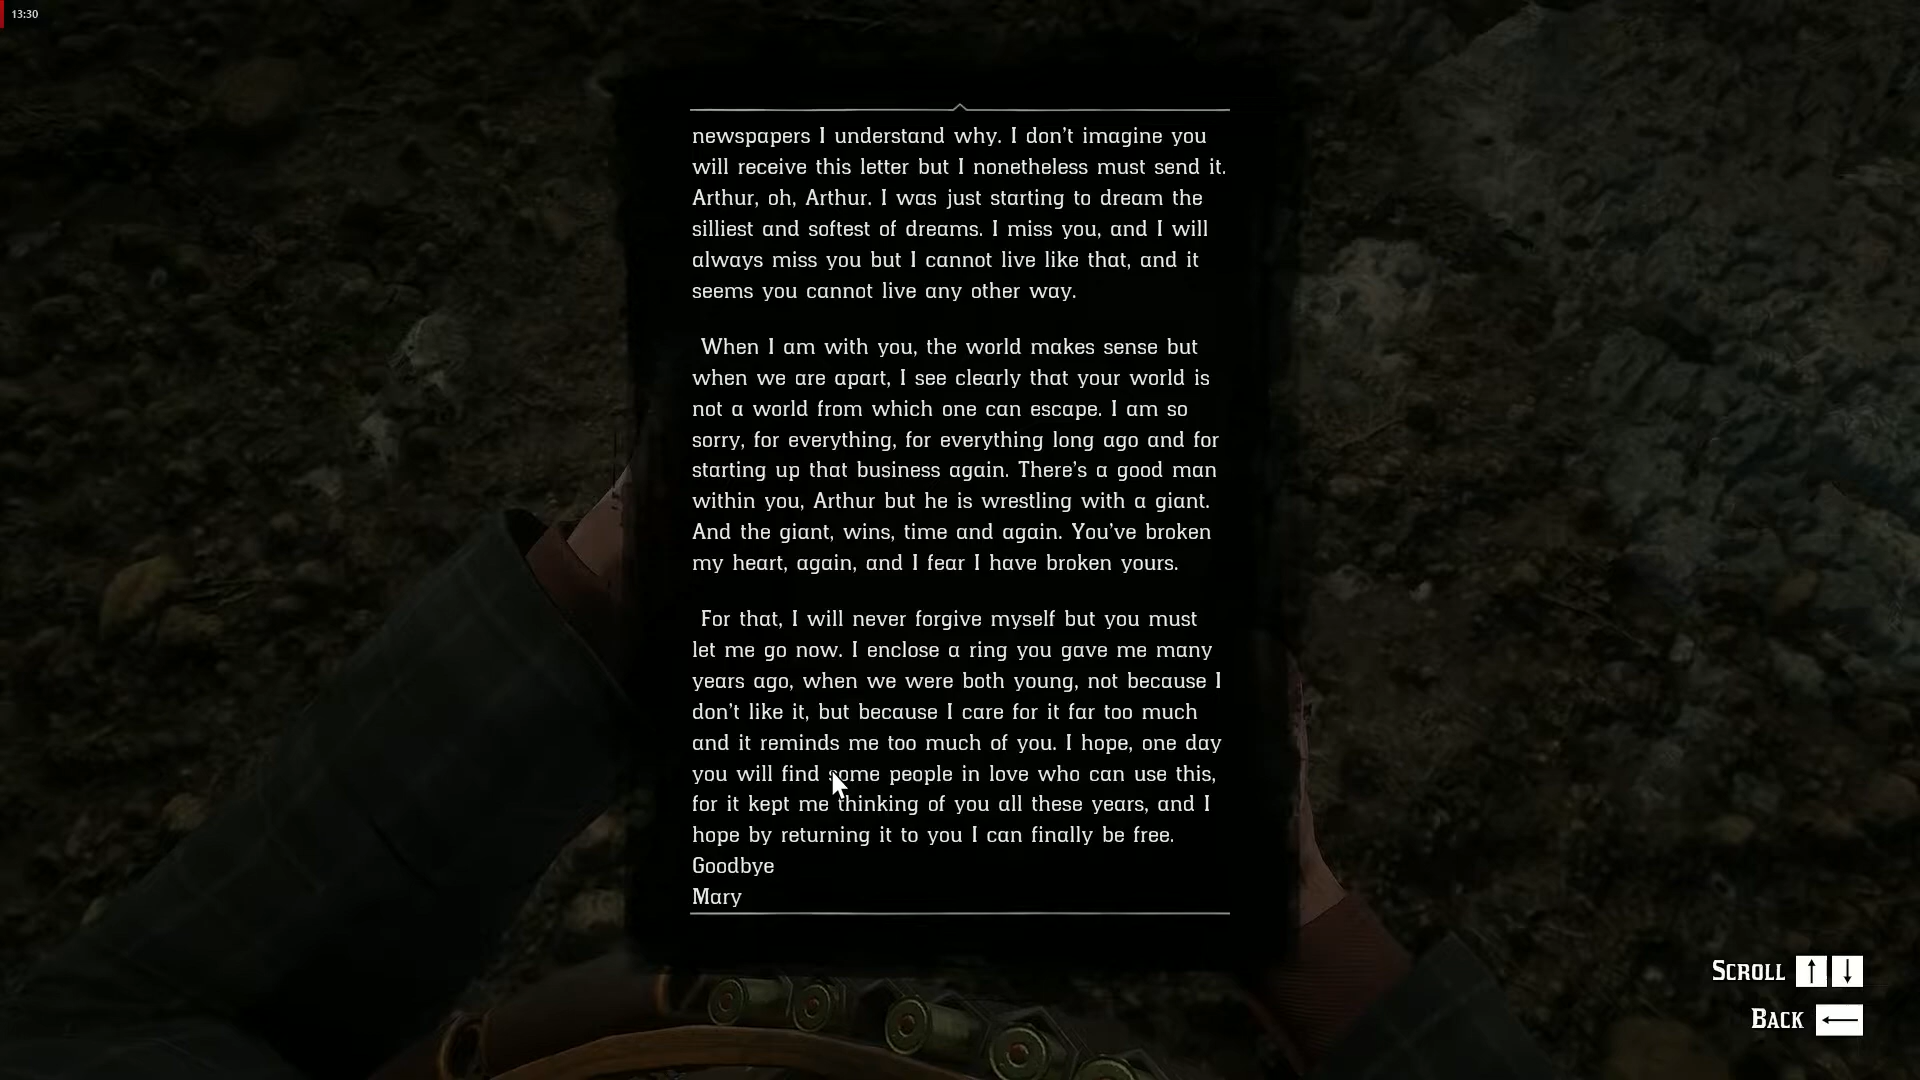 13:30
newspapers I understand why. I don't imagine you
will receive this letter but I nonetheless must send it.
Arthur, oh, Arthur. I was just starting to dream the
silliest and softest of dreams. I miss you, and I will
always miss you but I cannot live like that, and it
seems you cannot live any other way.
When I am with you, the world makes sense but
when we are apart, I see clearly that your world is
not a world from which one can escape. I am so
sorry, for everything, for everything long ago and for
starting up that business again. There's a good man
within you, Arthur but he is wrestling with a giant.
And the giant, wins, time and again. You've broken
my heart, again, and I fear I have broken yours.
For that, I will never forgive myself but you must
let me go now. I enclose a ring you gave me many
years ago, when we were both young, not because I
don't like it, but because I care for it far too much
and it reminds me too much of you. I hope, one day
you will find some people in love who can use this,
for it kept me thinking of you all these years, and I
hope by returning it to you I can finally be free.
Goodbye
Mary
Scroll ↑ ↓
Back ←